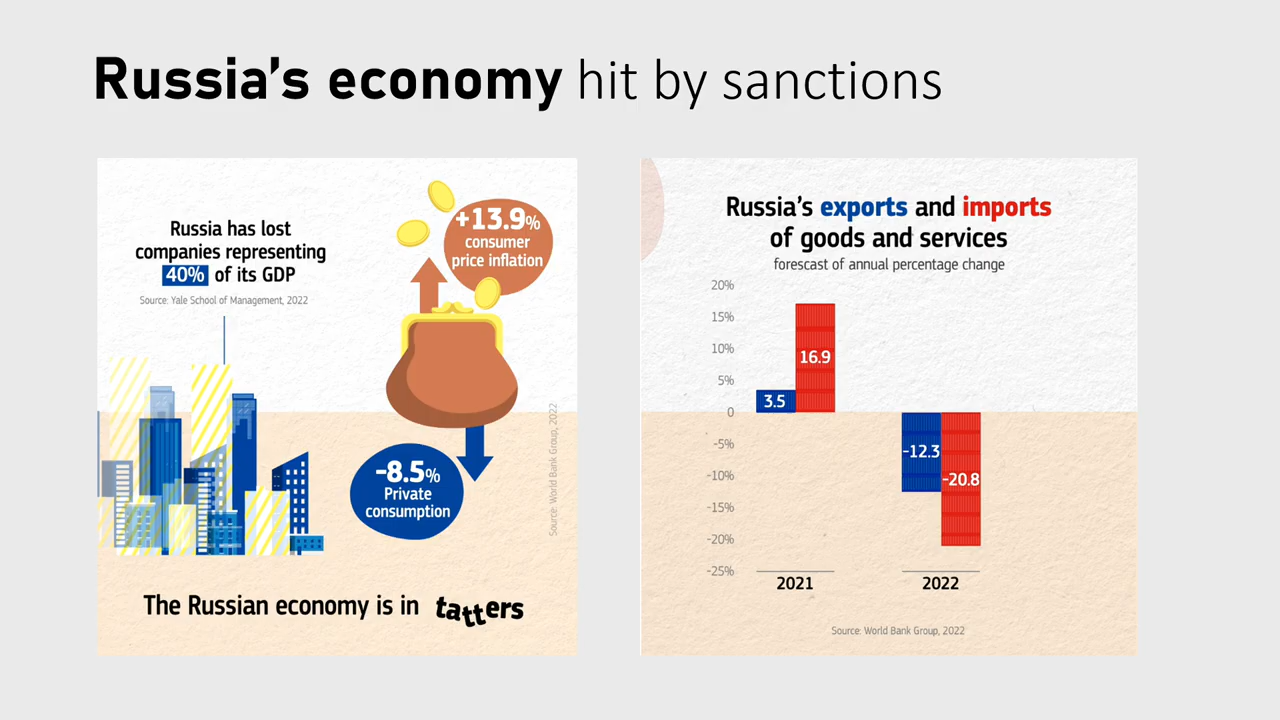 Russia's economy hit by sanctions
Russia has lost
companies representing
40% of its GDP
Source: Yale School of Management, 2022
+13.9%
consumer
price inflation
-8.5%
Private
consumption
Source: World Bank Group, 2022
The Russian economy is in tatters
Russia's exports and imports
of goods and services
forescast of annual percentage change
20%
15%
10%
5%
0
-5%
-10%
-15%
-20%
-25%
3.5
16.9
-12.3
-20.8
2021
2022
Source: World Bank Group, 2022